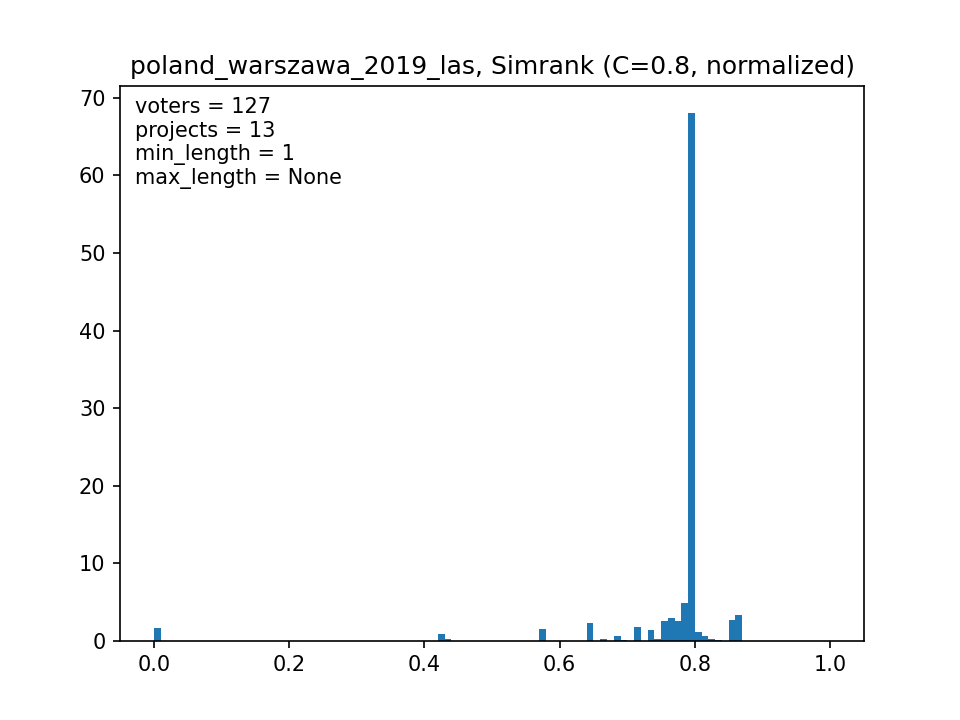 poland_warszawa_2019_las, Simrank (C=0.8, normalized)
voters = 127
projects = 13
min_length = 1
max_length = None
70
60
50
40
30
20
10
0
0.0 0.2 0.4 0.6 0.8 1.0